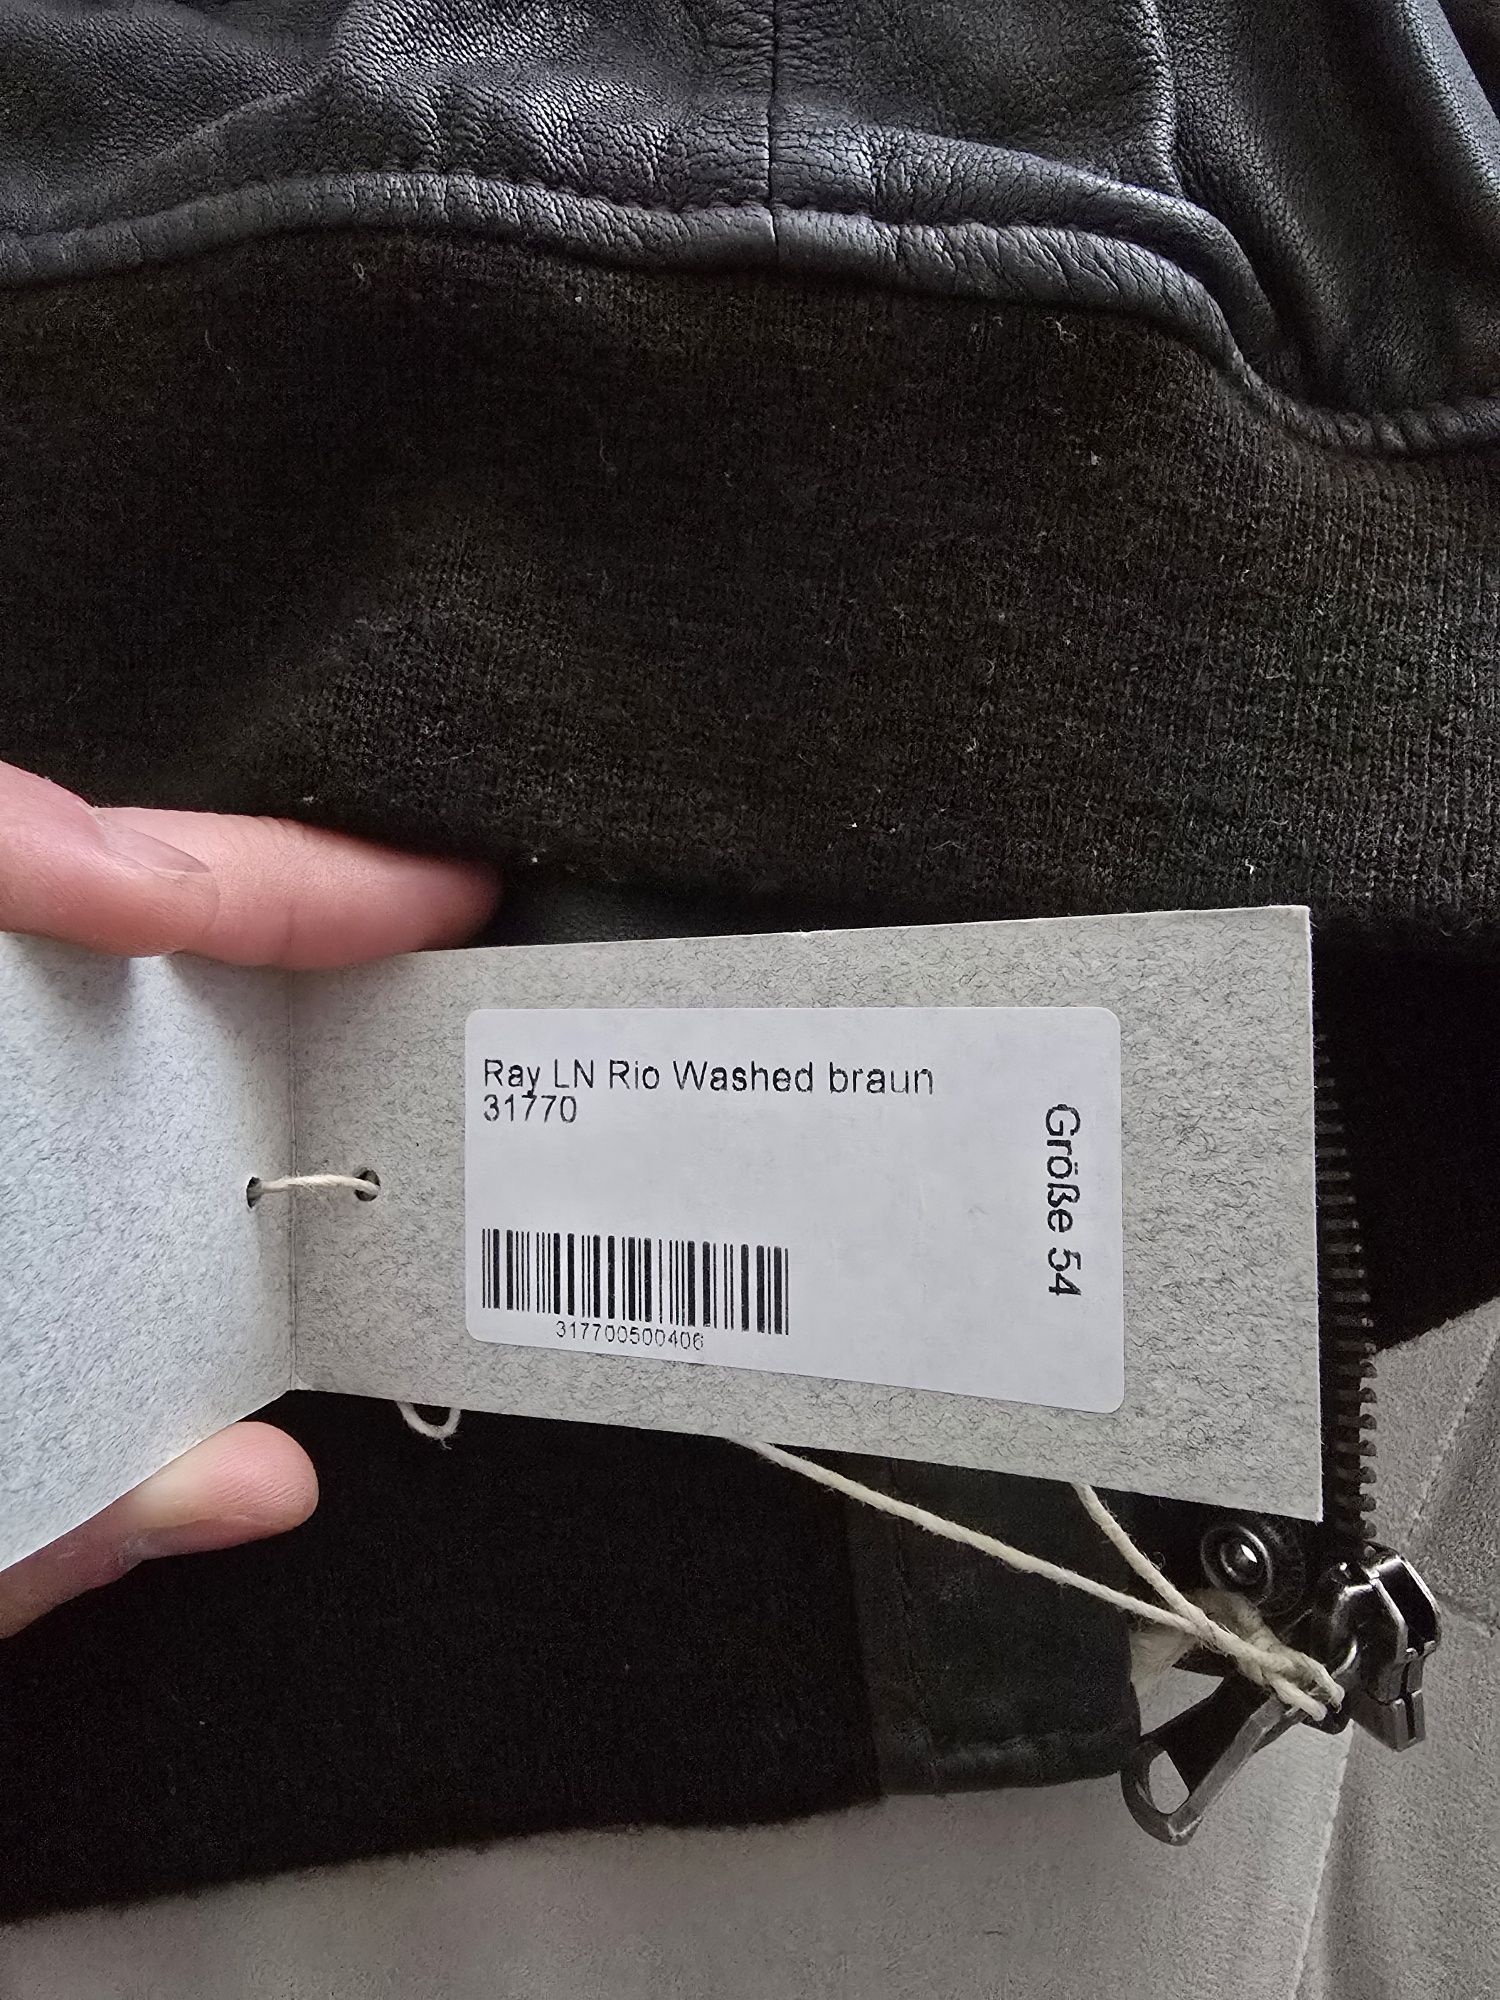 Ray LN Rio Washed braun
31770
Größe 54
317700500406